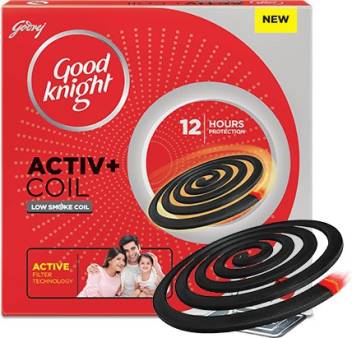 Godrej
NEW
Good
knight
12 HOURS
PROTECTION
ACTIV+
COIL
LOW SMOKE COIL
ACTIVE
FILTER
TECHNOLOGY